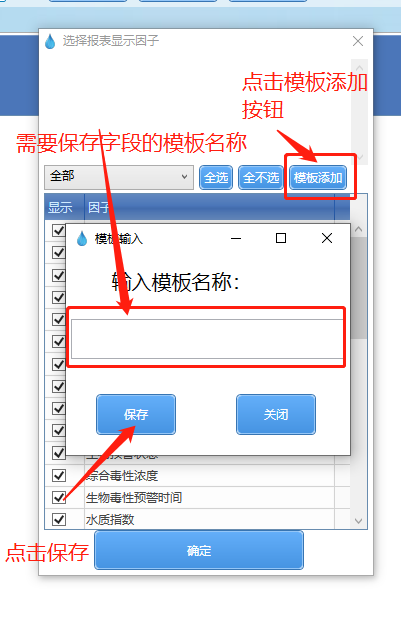 选择报表显示因子
点击模板添加
按钮
需要保存字段的模板名称
全部
全选
全不选
模板添加
显示
因子
模板输入
输入模板名称:
保存
关闭
综合毒性浓度
生物毒性预警时间
水质指数
点击保存
确定